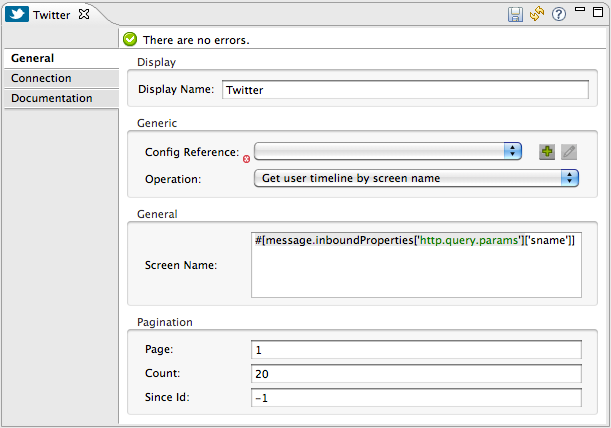 Twitter
There are no errors.
General
Connection
Documentation
Display
Display Name: Twitter
Generic
Config Reference:
Operation: Get user timeline by screen name
General
Screen Name: #[message.inboundProperties['http.query.params']['sname']]
Pagination
Page: 1
Count: 20
Since Id: -1